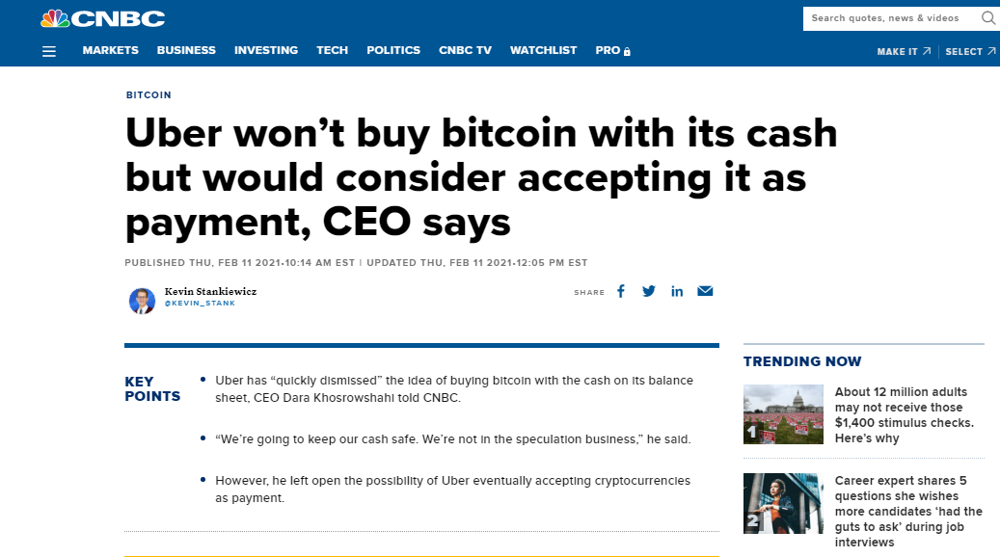 CNBC
Search quotes, news & videos
MARKETS BUSINESS INVESTING TECH POLITICS CNBC TV WATCHLIST PRO
MAKE IT SELECT
BITCOIN
Uber won’t buy bitcoin with its cash
but would consider accepting it as
payment, CEO says
PUBLISHED THU, FEB 11 2021-10:14 AM EST | UPDATED THU, FEB 11 2021-12:05 PM EST
Kevin Stankiewicz
@KEVIN_STANK
SHARE
KEY
POINTS
Uber has “quickly dismissed” the idea of buying bitcoin with the cash on its balance
sheet, CEO Dara Khosrowshahi told CNBC.
“We’re going to keep our cash safe. We’re not in the speculation business,” he said.
However, he left open the possibility of Uber eventually accepting cryptocurrencies
as payment.
TRENDING NOW
1
About 12 million adults
may not receive those
$1,400 stimulus checks.
Here’s why
2
Career expert shares 5
questions she wishes
more candidates ‘had the
guts to ask’ during job
interviews